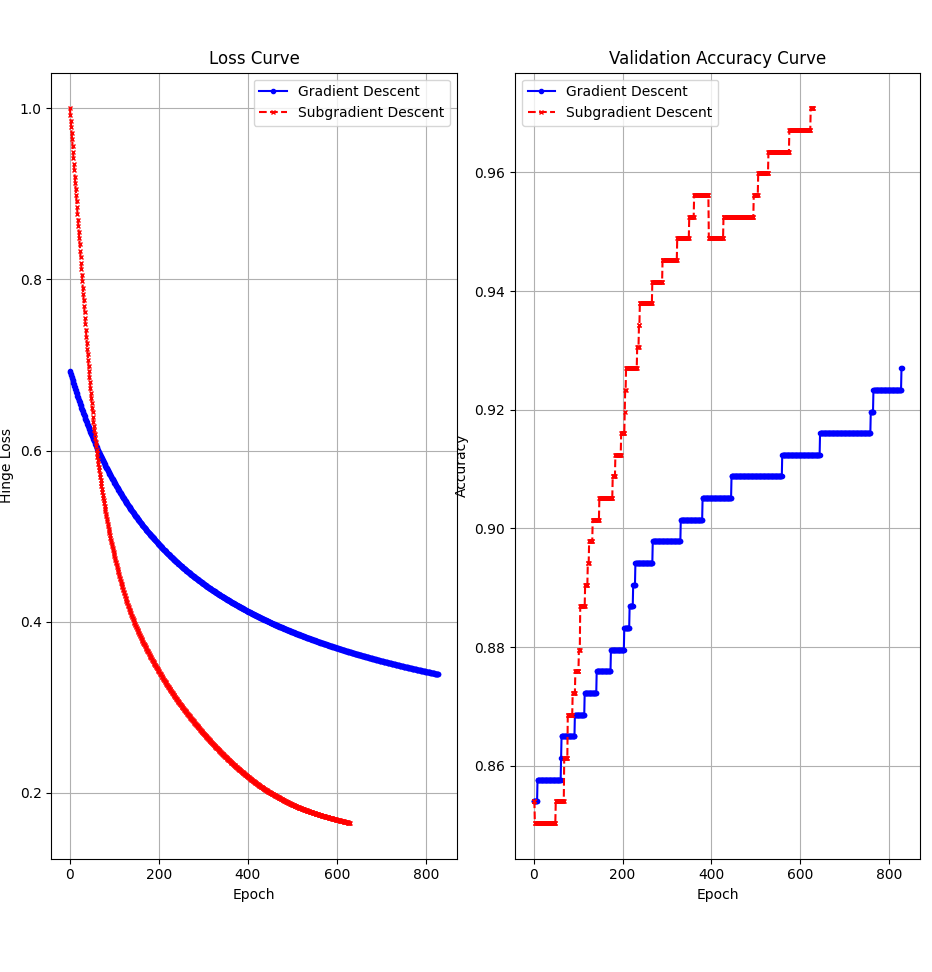 Loss Curve
Hinge Loss
1.0
0.8
0.6
0.4
0.2
Gradient Descent
Subgradient Descent
0 200 400 600 800
Epoch
Validation Accuracy Curve
Accuracy
0.96
0.94
0.92
0.90
0.88
0.86
Gradient Descent
Subgradient Descent
0 200 400 600 800
Epoch